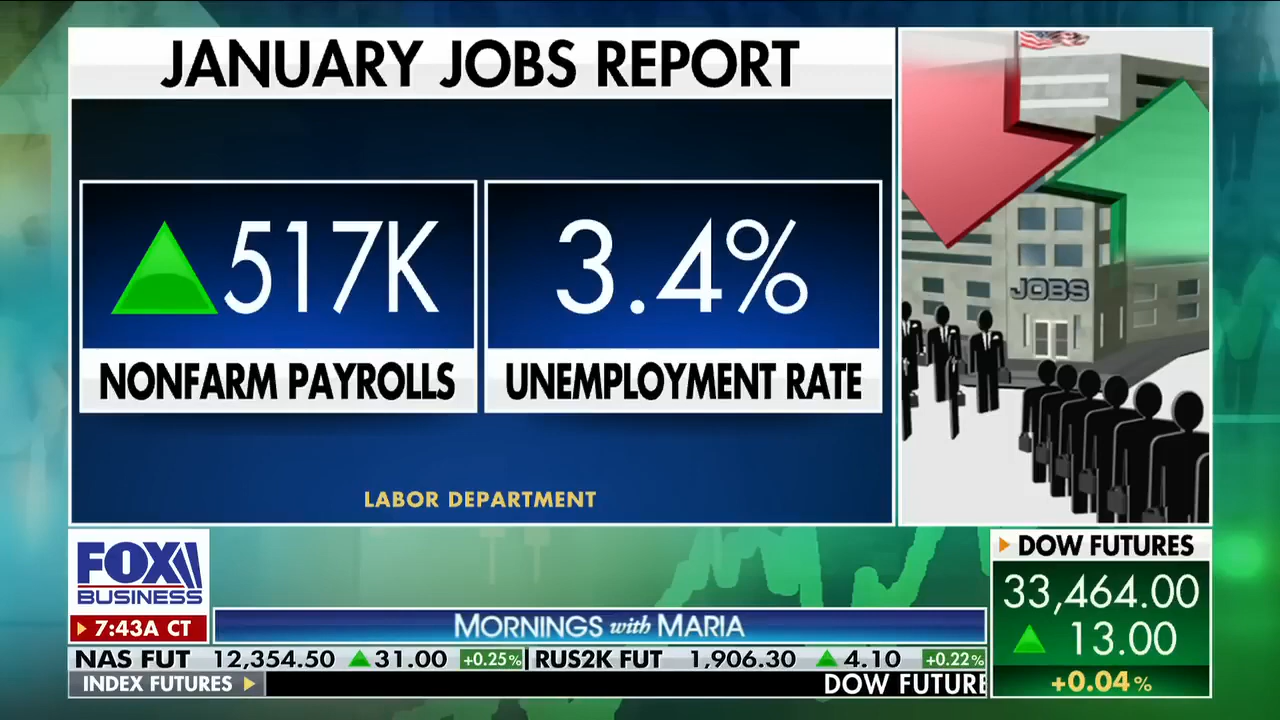 JANUARY JOBS REPORT
517K
3.4%
NONFARM PAYROLLS
UNEMPLOYMENT RATE
LABOR DEPARTMENT
JOBS
FOX
BUSINESS
7:43A CT
MORNINGS with MARIA
NAS FUT 12,354.50 31.00 +0.25% RUS2K FUT 1,906.30 4.10 +0.22%
INDEX FUTURES
DOW FUTURE
DOW FUTURES
33,464.00
13.00
+0.04%